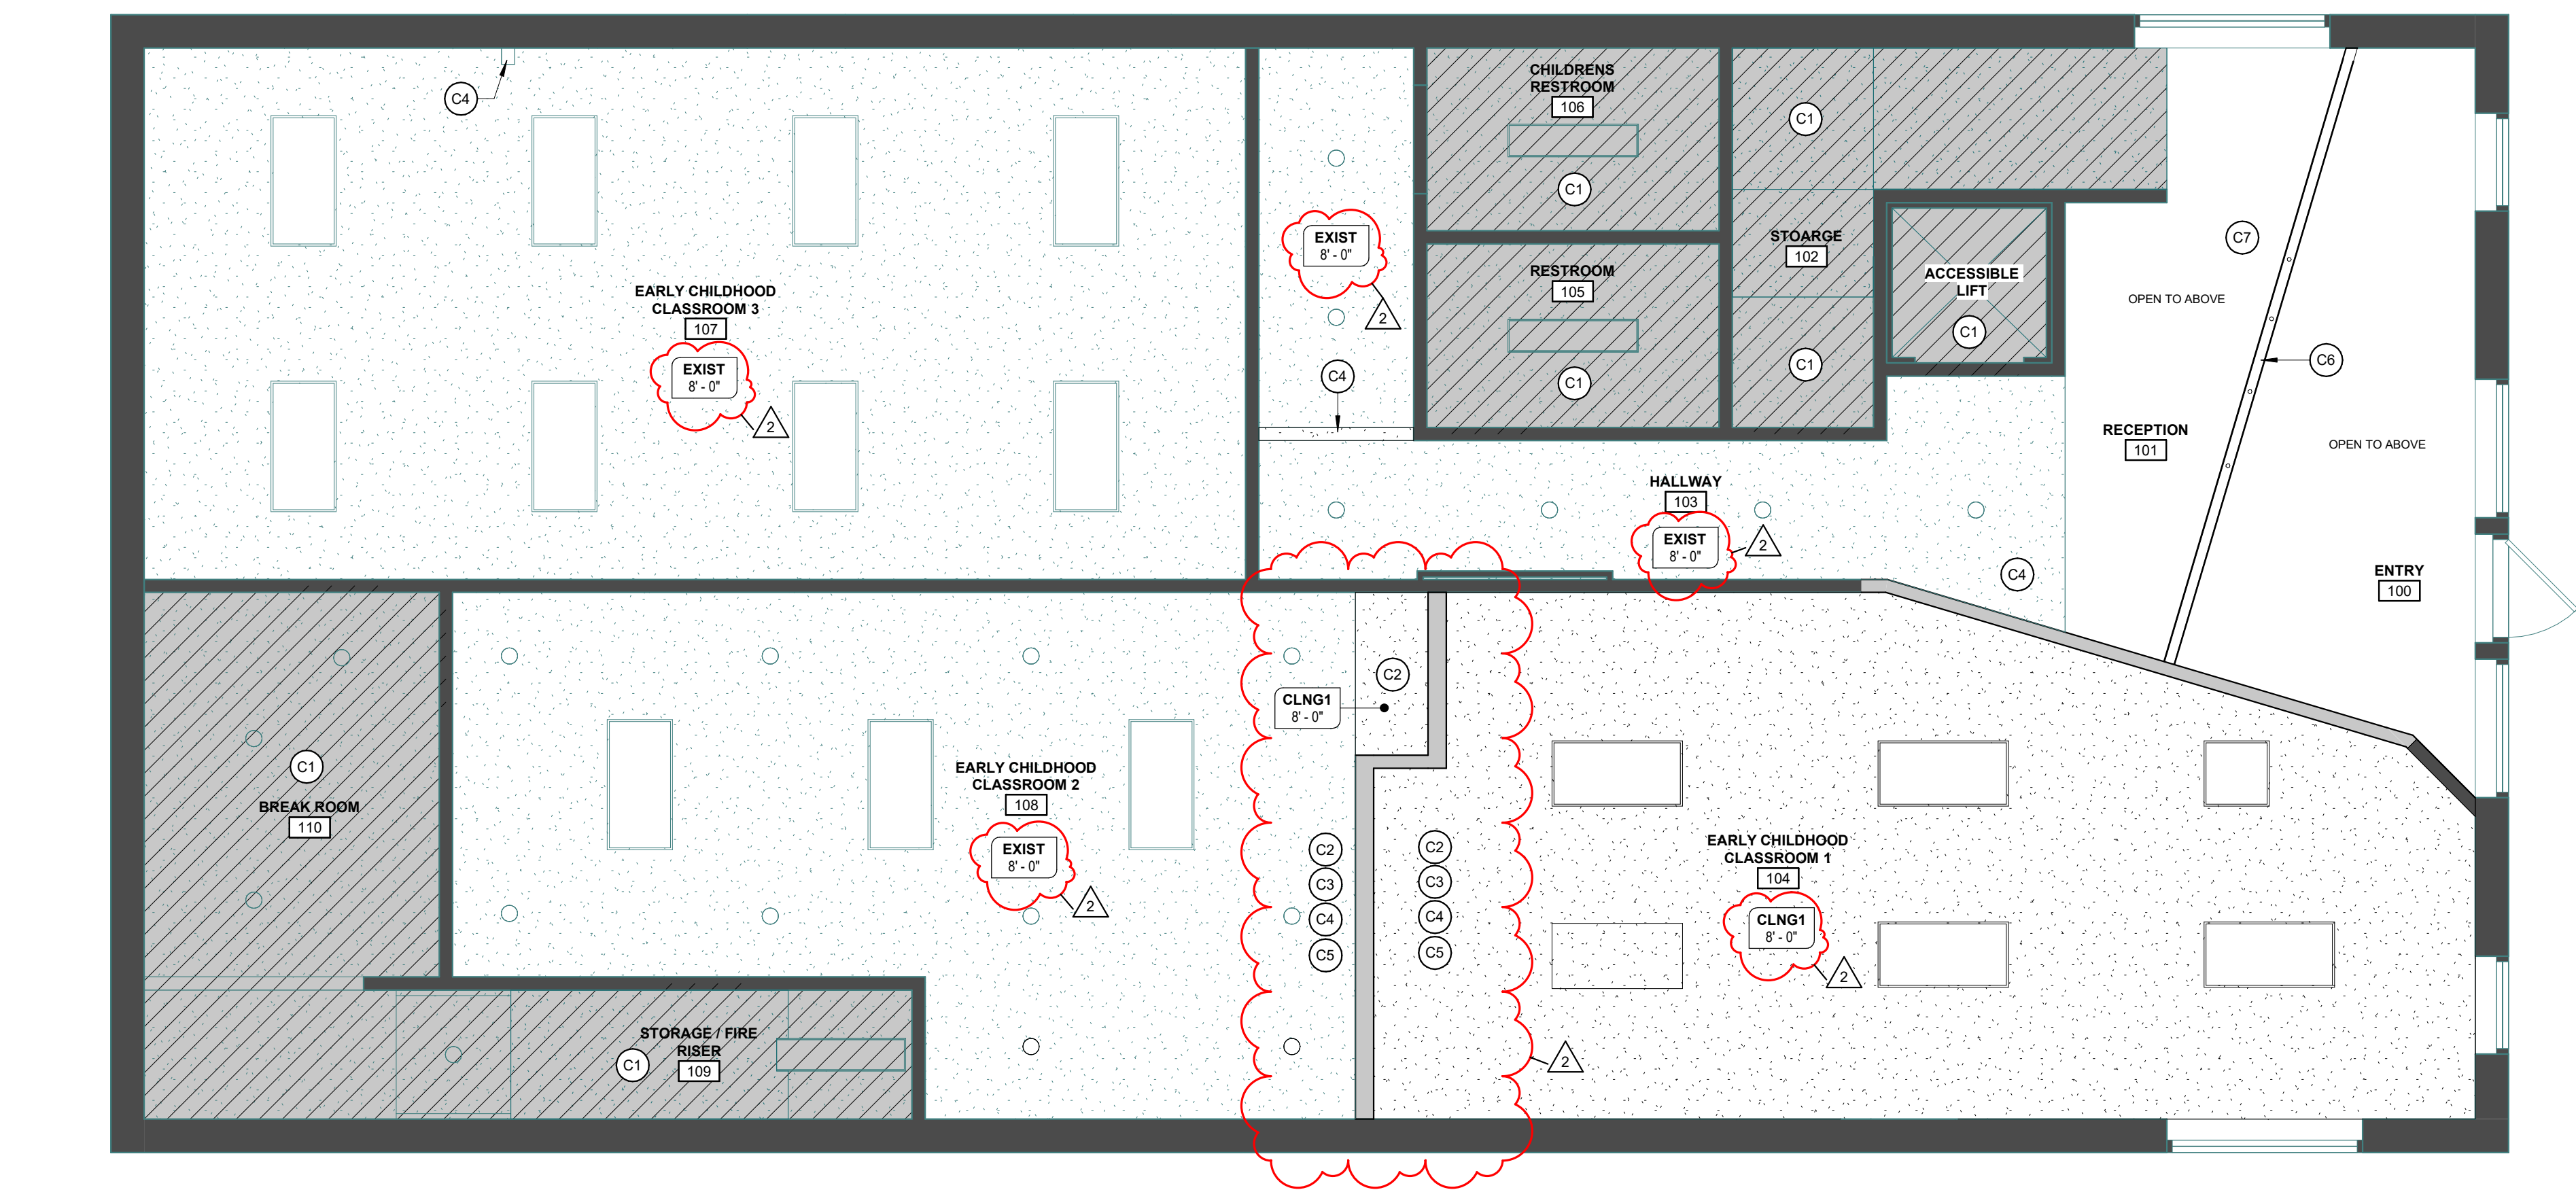 C4
CHILDRENS
RESTROOM
106
C1
C1
EXIST
8' - 0"
2
STOARGE
102
C7
RESTROOM
105
C1
ACCESSIBLE
LIFT
C1
OPEN TO ABOVE
EARLY CHILDHOOD
CLASSROOM 3
107
EXIST
8' - 0"
2
C4
C1
C6
RECEPTION
101
OPEN TO ABOVE
HALLWAY
103
EXIST
8' - 0"
2
C4
ENTRY
100
C2
CLNG1
8' - 0"
C1
BREAK ROOM
110
EARLY CHILDHOOD
CLASSROOM 2
108
EXIST
8' - 0"
2
C2
C3
C4
C5
C2
C3
C4
C5
EARLY CHILDHOOD
CLASSROOM 1
104
CLNG1
8' - 0"
2
STORAGE / FIRE
RISER
109
C1
2